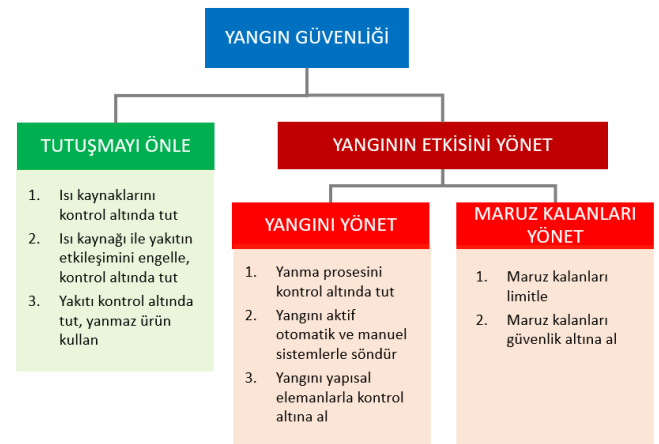 YANGIN GÜVENLİĞİ
TUTUŞMAYI ÖNLE
1. Isı kaynaklarını
kontrol altında tut
2. Isı kaynağı ile yakıtın
etkileşimini engelle,
kontrol altında tut
3. Yakıtı kontrol altında
tut, yanmaz ürün
kullan
YANGININ ETKİSİNİ YÖNET
YANGINI YÖNET
1. Yanma prosesini
kontrol altında tut
2. Yangını aktif
otomatik ve manuel
sistemlerle söndür
3. Yangını yapısal
elemanlarla kontrol
altına al
MARUZ KALANLARI
YÖNET
1. Maruz kalanları
limitle
2. Maruz kalanları
güvenlik altına al